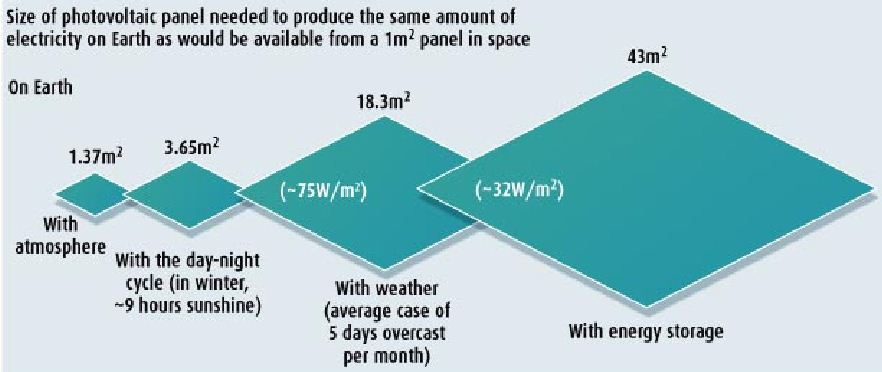 Size of photovoltaic panel needed to produce the same amount of
electricity on Earth as would be available from a 1m² panel in space
On Earth
1.37m²
3.65m²
18.3m²
43m²
(~75W/m²)
(~32W/m²)
With
atmosphere
With the day-night
cycle (in winter,
~9 hours sunshine)
With weather
(average case of
5 days overcast
per month)
With energy storage